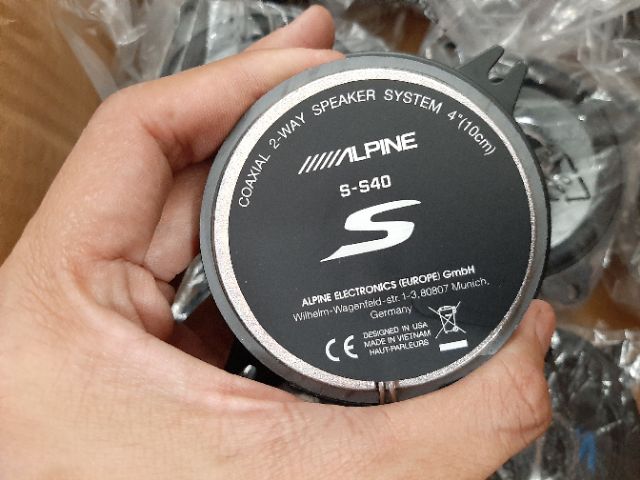 COAXIAL 2-WAY SPEAKER SYSTEM 4"(10cm)
ALPINE
S-S40
S
ALPINE ELECTRONICS (EUROPE) GmbH
Wilhelm-Wagenfeld-str. 1-3, 80807 Munich,
Germany
CE
DESIGNED IN USA
MADE IN VIETNAM
HAUT-PARLEURS